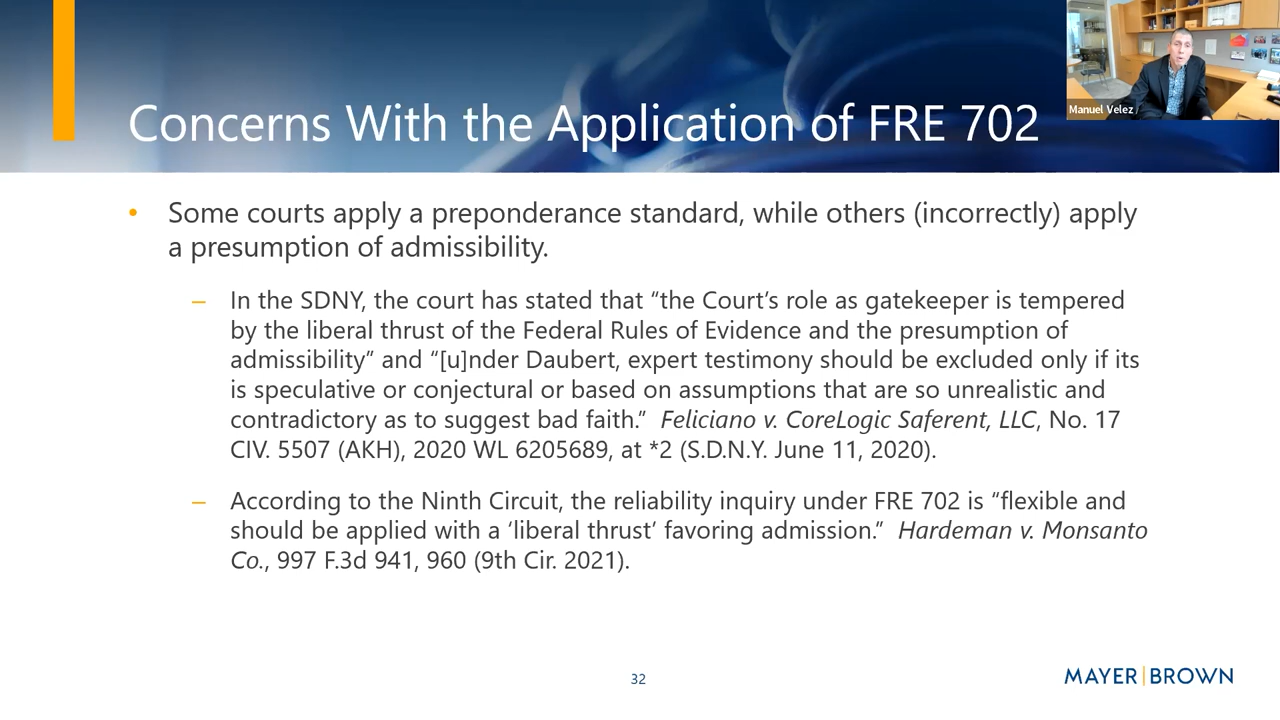 Concerns With the Application of FRE 702
Manuel Velez
• Some courts apply a preponderance standard, while others (incorrectly) apply
a presumption of admissibility.
– In the SDNY, the court has stated that “the Court’s role as gatekeeper is tempered
by the liberal thrust of the Federal Rules of Evidence and the presumption of
admissibility” and “[u]nder Daubert, expert testimony should be excluded only if its
is speculative or conjectural or based on assumptions that are so unrealistic and
contradictory as to suggest bad faith.” Feliciano v. CoreLogic Saferent, LLC, No. 17
CIV. 5507 (AKH), 2020 WL 6205689, at *2 (S.D.N.Y. June 11, 2020).
– According to the Ninth Circuit, the reliability inquiry under FRE 702 is “flexible and
should be applied with a ‘liberal thrust’ favoring admission.” Hardeman v. Monsanto
Co., 997 F.3d 941, 960 (9th Cir. 2021).
32
MAYER|BROWN